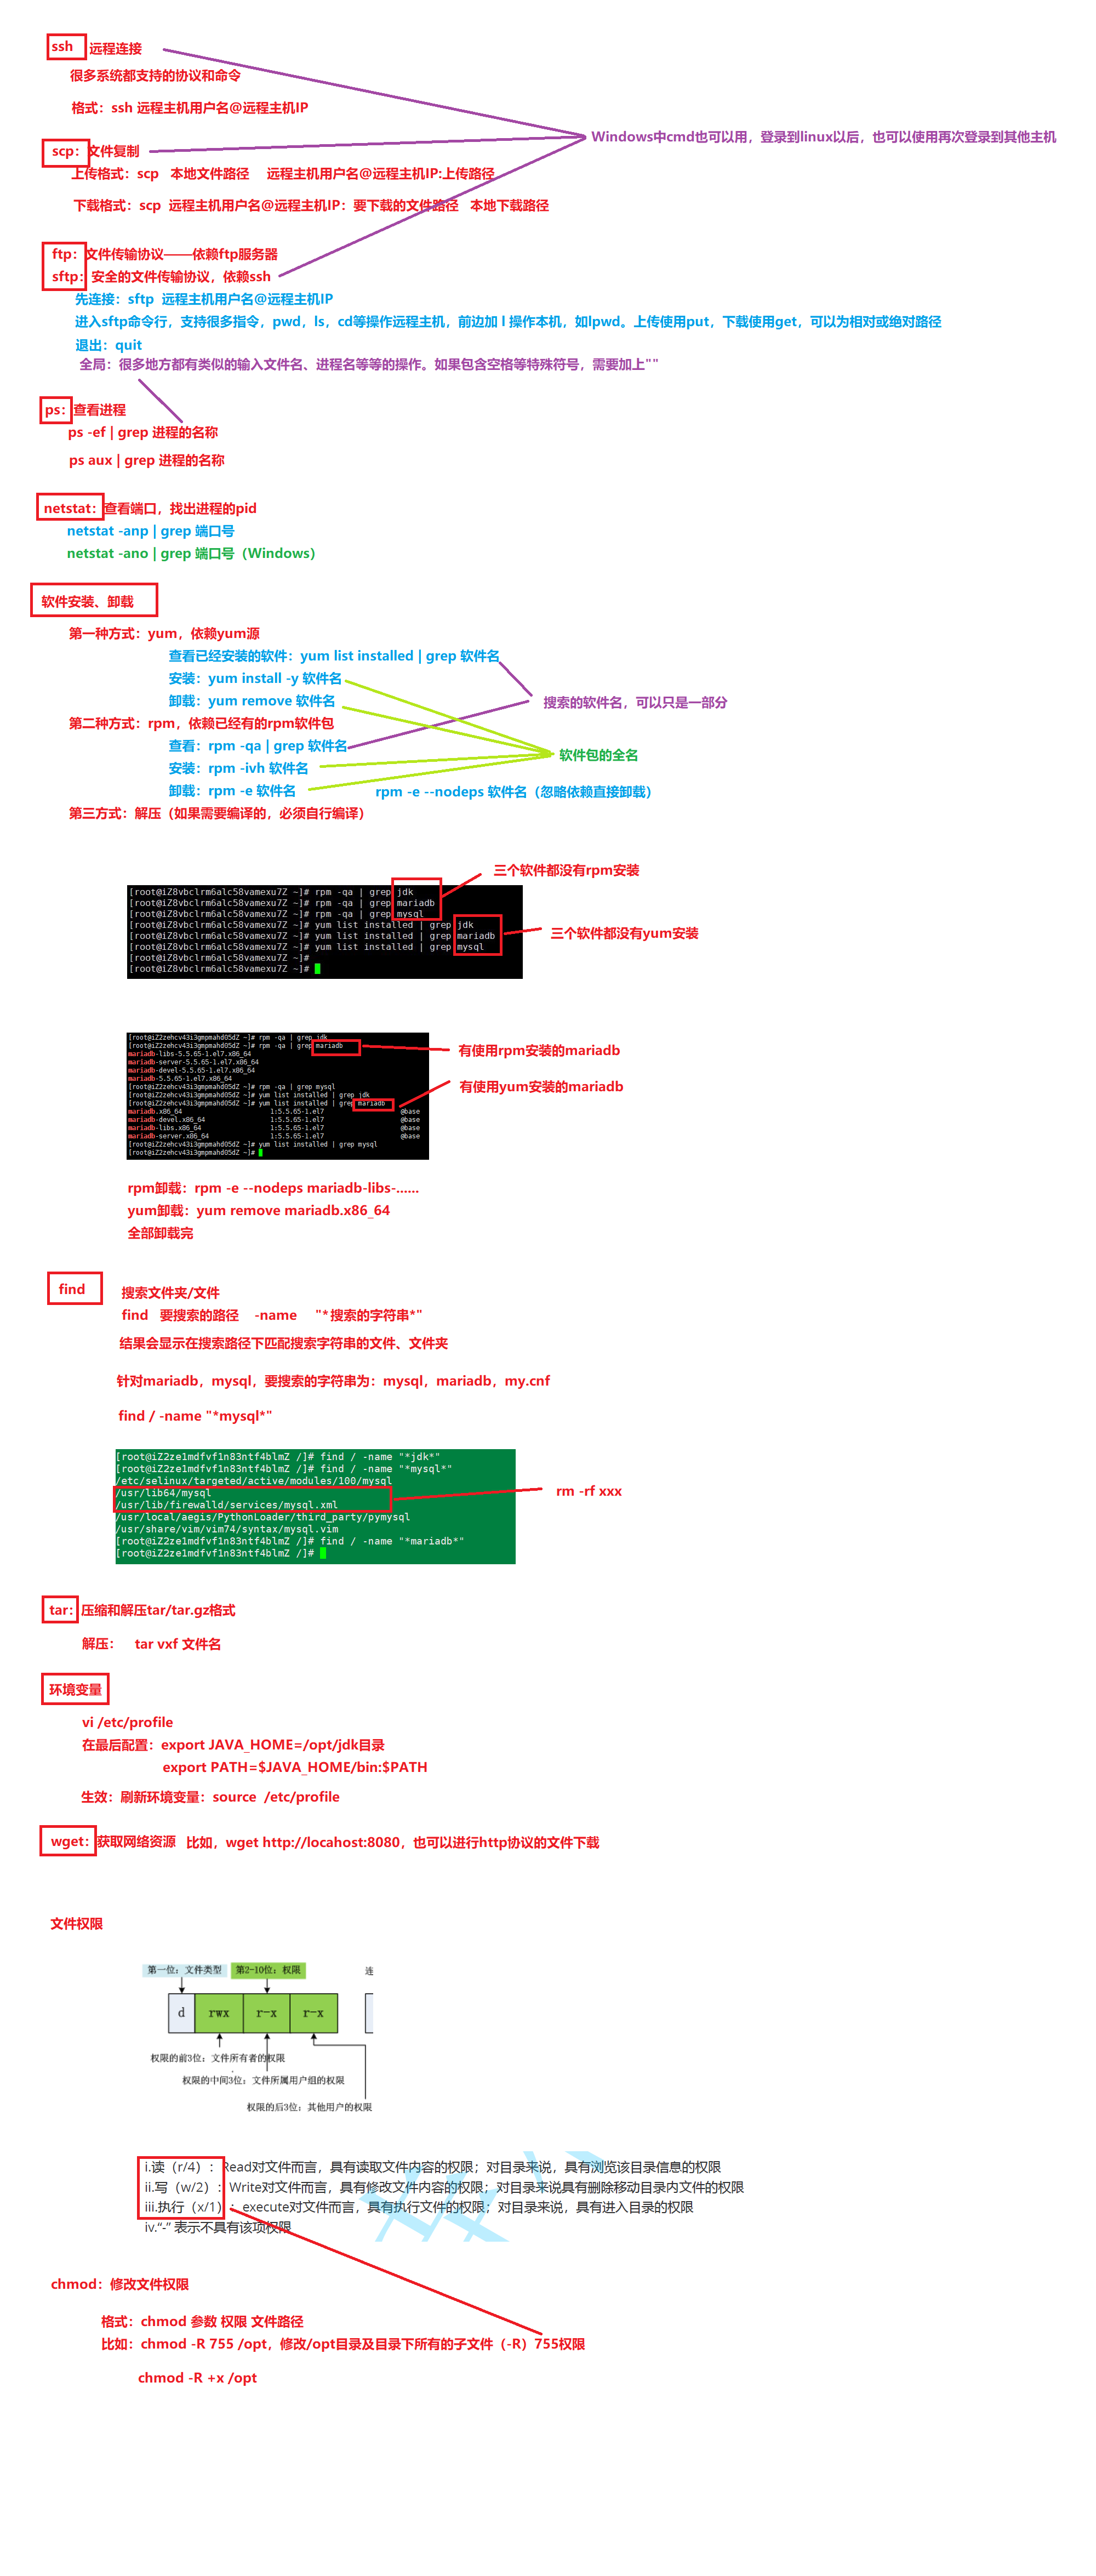 ssh 远程连接
很多系统都支持的协议和命令
格式：ssh 远程主机用户名@远程主机IP
Windows中cmd也可以用，登录到linux以后，也可以使用再次登录到其他主机
scp：文件复制
上传格式：scp 本地文件路径 远程主机用户名@远程主机IP:上传路径
下载格式：scp 远程主机用户名@远程主机IP：要下载的文件路径 本地下载路径
ftp：文件传输协议——依赖ftp服务器
sftp：安全的文件传输协议，依赖ssh
先连接：sftp 远程主机用户名@远程主机IP
进入sftp命令行，支持很多指令，pwd，ls，cd等操作远程主机，前边加 l 操作本机，如lpwd。上传使用put，下载使用get，可以为相对或绝对路径
退出：quit
全局：很多地方都有类似的输入文件名、进程名等等的操作。如果包含空格等特殊符号，需要加上""
ps：查看进程
ps -ef | grep 进程的名称
ps aux | grep 进程的名称
netstat：查看端口，找出进程的pid
netstat -anp | grep 端口号
netstat -ano | grep 端口号（Windows）
软件安装、卸载
第一种方式：yum，依赖yum源
查看已经安装的软件：yum list installed | grep 软件名
安装：yum install -y 软件名
卸载：yum remove 软件名
搜索的软件名，可以只是一部分
第二种方式：rpm，依赖已经有的rpm软件包
查看：rpm -qa | grep 软件名
软件包的全名
安装：rpm -ivh 软件名
卸载：rpm -e 软件名 rpm -e --nodeps 软件名（忽略依赖直接卸载）
第三方式：解压（如果需要编译的，必须自行编译）
三个软件都没有rpm安装
[root@iZ8vbclrm6alc58vamexu7Z ~]# rpm -qa | grep jdk
[root@iZ8vbclrm6alc58vamexu7Z ~]# rpm -qa | grep mariadb
[root@iZ8vbclrm6alc58vamexu7Z ~]# rpm -qa | grep mysql
[root@iZ8vbclrm6alc58vamexu7Z ~]# yum list installed | grep jdk
[root@iZ8vbclrm6alc58vamexu7Z ~]# yum list installed | grep mariadb
[root@iZ8vbclrm6alc58vamexu7Z ~]# yum list installed | grep mysql
[root@iZ8vbclrm6alc58vamexu7Z ~]#
[root@iZ8vbclrm6alc58vamexu7Z ~]#
三个软件都没有yum安装
[root@iZ2zehcv43i3gmpmahd05dZ ~]# rpm -qa | grep jdk
[root@iZ2zehcv43i3gmpmahd05dZ ~]# rpm -qa | grep mariadb
mariadb-libs-5.5.65-1.el7.x86_64
mariadb-server-5.5.65-1.el7.x86_64
mariadb-devel-5.5.65-1.el7.x86_64
mariadb-5.5.65-1.el7.x86_64
[root@iZ2zehcv43i3gmpmahd05dZ ~]# rpm -qa | grep mysql
[root@iZ2zehcv43i3gmpmahd05dZ ~]# yum list installed | grep jdk
[root@iZ2zehcv43i3gmpmahd05dZ ~]# yum list installed | grep mariadb
mariadb.x86_64 1:5.5.65-1.el7 @base
mariadb-devel.x86_64 1:5.5.65-1.el7 @base
mariadb-libs.x86_64 1:5.5.65-1.el7 @base
mariadb-server.x86_64 1:5.5.65-1.el7 @base
[root@iZ2zehcv43i3gmpmahd05dZ ~]# yum list installed | grep mysql
[root@iZ2zehcv43i3gmpmahd05dZ ~]#
有使用rpm安装的mariadb
有使用yum安装的mariadb
rpm卸载：rpm -e --nodeps mariadb-libs-......
yum卸载：yum remove mariadb.x86_64
全部卸载完
find 搜索文件夹/文件
find 要搜索的路径 -name "*搜索的字符串*"
结果会显示在搜索路径下匹配搜索字符串的文件、文件夹
针对mariadb，mysql，要搜索的字符串为：mysql，mariadb，my.cnf
find / -name "*mysql*"
[root@iZ2ze1mdfvf1n83ntf4blmZ /]# find / -name "*jdk*"
[root@iZ2ze1mdfvf1n83ntf4blmZ /]# find / -name "*mysql*"
/etc/selinux/targeted/active/modules/100/mysql
/usr/lib64/mysql
/usr/lib/firewalld/services/mysql.xml
/usr/local/aegis/PythonLoader/third_party/pymysql
/usr/share/vim/vim74/syntax/mysql.vim
[root@iZ2ze1mdfvf1n83ntf4blmZ /]# find / -name "*mariadb*"
[root@iZ2ze1mdfvf1n83ntf4blmZ /]#
rm -rf xxx
tar：压缩和解压tar/tar.gz格式
解压： tar vxf 文件名
环境变量
vi /etc/profile
在最后配置：export JAVA_HOME=/opt/jdk目录
export PATH=$JAVA_HOME/bin:$PATH
生效：刷新环境变量：source /etc/profile
wget：获取网络资源 比如，wget http://locahost:8080，也可以进行http协议的文件下载
文件权限
第一位：文件类型 第2-10位：权限 连
d rwx r-x r-x
权限的前3位：文件所有者的权限
权限的中间3位：文件所属用户组的权限
权限的后3位：其他用户的权限
i.读（r/4）：Read对文件而言，具有读取文件内容的权限；对目录来说，具有浏览该目录信息的权限
ii.写（w/2）：Write对文件而言，具有修改文件内容的权限；对目录来说具有删除移动目录内文件的权限
iii.执行（x/1）：execute对文件而言，具有执行文件的权限；对目录来说，具有进入目录的权限
iv.“-” 表示不具有该项权限
chmod：修改文件权限
格式：chmod 参数 权限 文件路径
比如：chmod -R 755 /opt，修改/opt目录及目录下所有的子文件（-R）755权限
chmod -R +x /opt